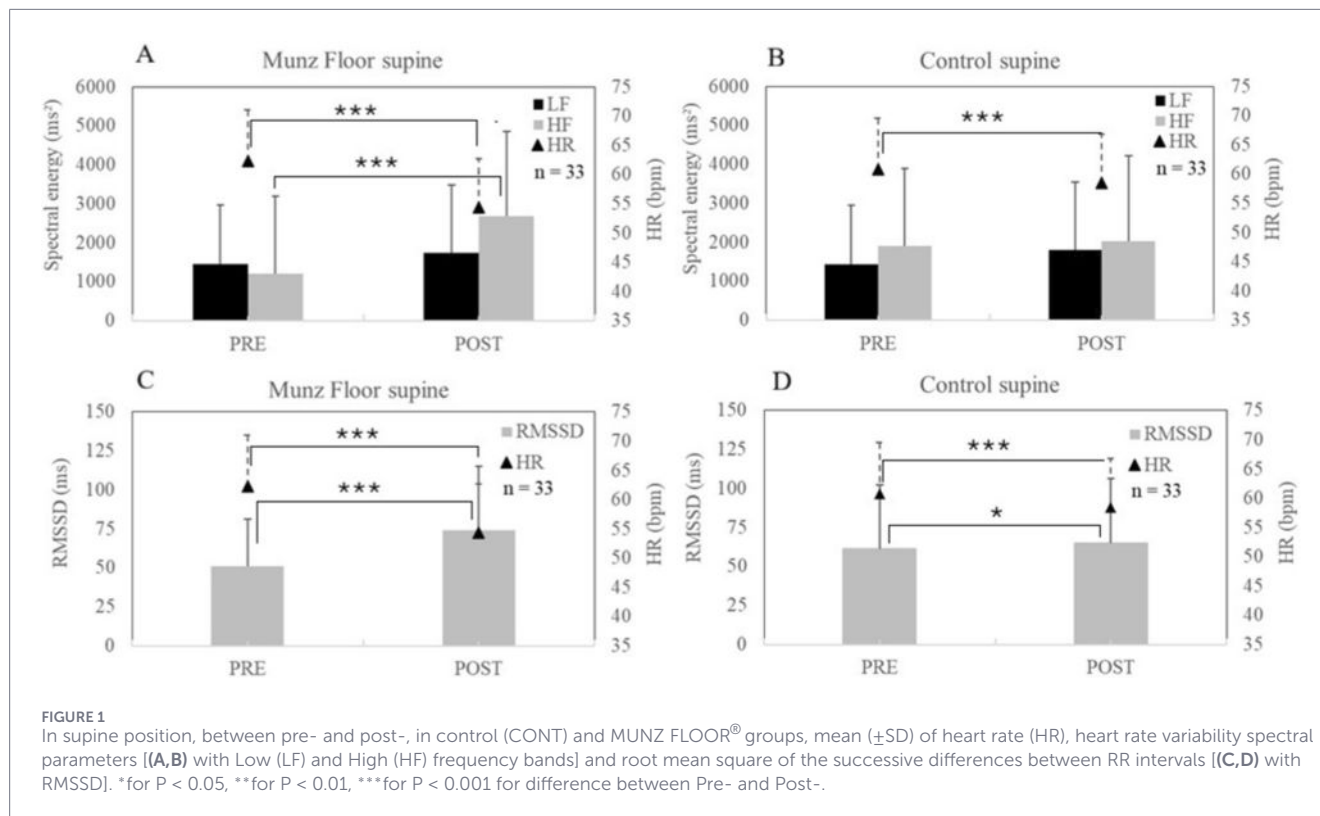 A
Munz Floor supine
6000
5000
4000
3000
2000
1000
0
Spectral energy (ms²)
75
70
65
60
55
50
45
40
35
HR (bpm)
LF
HF
HR
n = 33
***
***
PRE
POST
B
Control supine
6000
5000
4000
3000
2000
1000
0
Spectral energy (ms²)
75
70
65
60
55
50
45
40
35
HR (bpm)
LF
HF
HR
n = 33
***
PRE
POST
C
Munz Floor supine
150
125
100
75
50
25
0
RMSSD (ms)
75
70
65
60
55
50
45
40
35
HR (bpm)
RMSSD
HR
n = 33
***
***
PRE
POST
D
Control supine
150
125
100
75
50
25
0
RMSSD (ms)
75
70
65
60
55
50
45
40
35
HR (bpm)
RMSSD
HR
n = 33
***
*
PRE
POST
FIGURE 1
In supine position, between pre- and post-, in control (CONT) and MUNZ FLOOR® groups, mean (±SD) of heart rate (HR), heart rate variability spectral
parameters [(A,B) with Low (LF) and High (HF) frequency bands] and root mean square of the successive differences between RR intervals [(C,D) with
RMSSD]. *for P < 0.05, **for P < 0.01, ***for P < 0.001 for difference between Pre- and Post-.